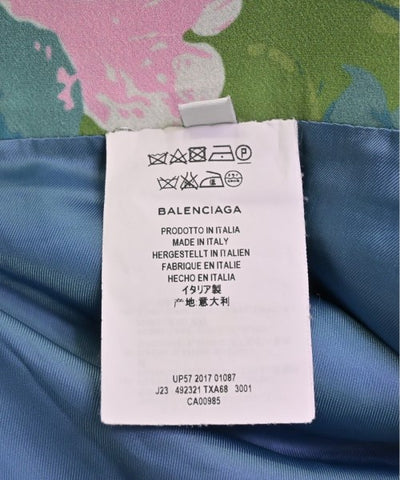 BALENCIAGA
PRODOTTO IN ITALIA
MADE IN ITALY
HERGESTELLT IN ITALIEN
FABRIQUE EN ITALIE
HECHO EN ITALIA
イタリア製
产地:意大利
UP57 2017 01087
J23 492321 TXA68 3001
CA00985